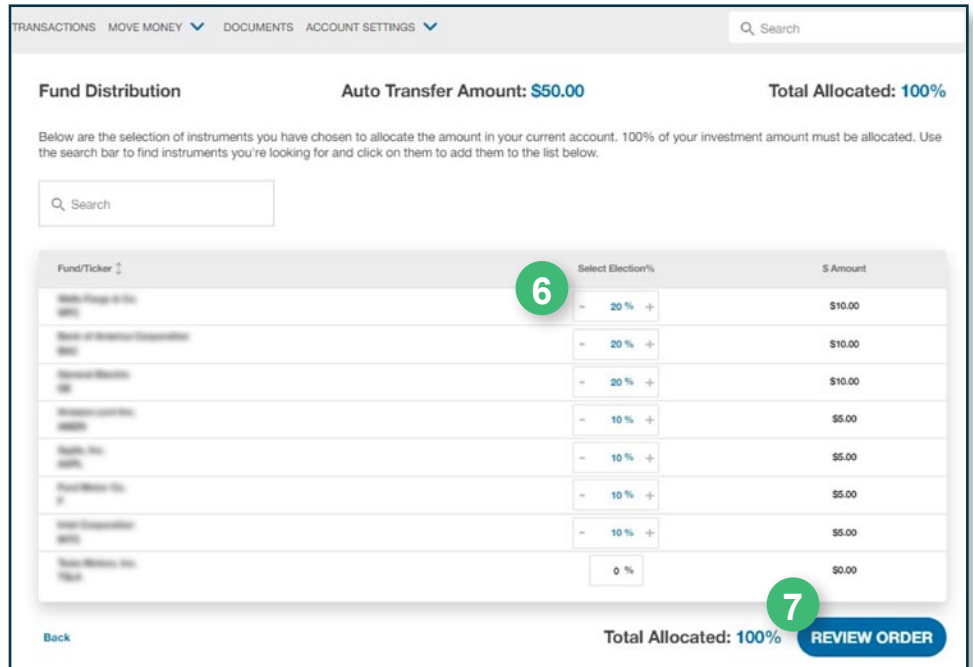 TRANSACTIONS MOVE MONEY DOCUMENTS ACCOUNT SETTINGS
Search
Fund Distribution Auto Transfer Amount: $50.00 Total Allocated: 100%
Below are the selection of instruments you have chosen to allocate the amount in your current account. 100% of your investment amount must be allocated. Use
the search bar to find instruments you're looking for and click on them to add them to the list below.
Search
Fund/Ticker Select Election% $ Amount
6
- 20 % + $10.00
- 20 % + $10.00
- 20 % + $10.00
- 10 % + $5.00
- 10 % + $5.00
- 10 % + $5.00
- 10 % + $5.00
0 % $0.00
7
Back Total Allocated: 100% REVIEW ORDER